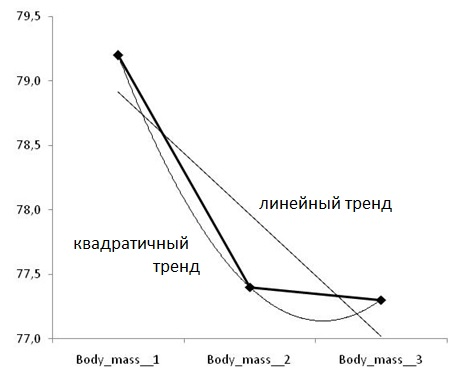 79,5
79,0
78,5
78,0
77,5
77,0
линейный тренд
квадратичный
тренд
Body_mass__1
Body_mass__2
Body_mass__3